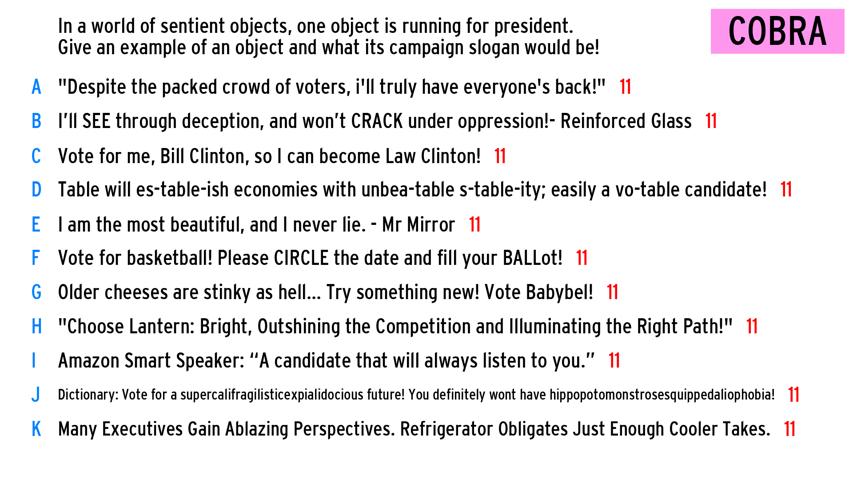 In a world of sentient objects, one object is running for president.
Give an example of an object and what its campaign slogan would be!
COBRA
A "Despite the packed crowd of voters, i'll truly have everyone's back!" 11
B I’ll SEE through deception, and won’t CRACK under oppression!- Reinforced Glass 11
C Vote for me, Bill Clinton, so I can become Law Clinton! 11
D Table will es-table-ish economies with unbea-table s-table-ity; easily a vo-table candidate! 11
E I am the most beautiful, and I never lie. - Mr Mirror 11
F Vote for basketball! Please CIRCLE the date and fill your BALLot! 11
G Older cheeses are stinky as hell... Try something new! Vote Babybel! 11
H "Choose Lantern: Bright, Outshining the Competition and Illuminating the Right Path!" 11
I Amazon Smart Speaker: “A candidate that will always listen to you.” 11
J Dictionary: Vote for a supercalifragilisticexpialidocious future! You definitely wont have hippopotomonstrosesquippedaliophobia! 11
K Many Executives Gain Ablazing Perspectives. Refrigerator Obligates Just Enough Cooler Takes. 11